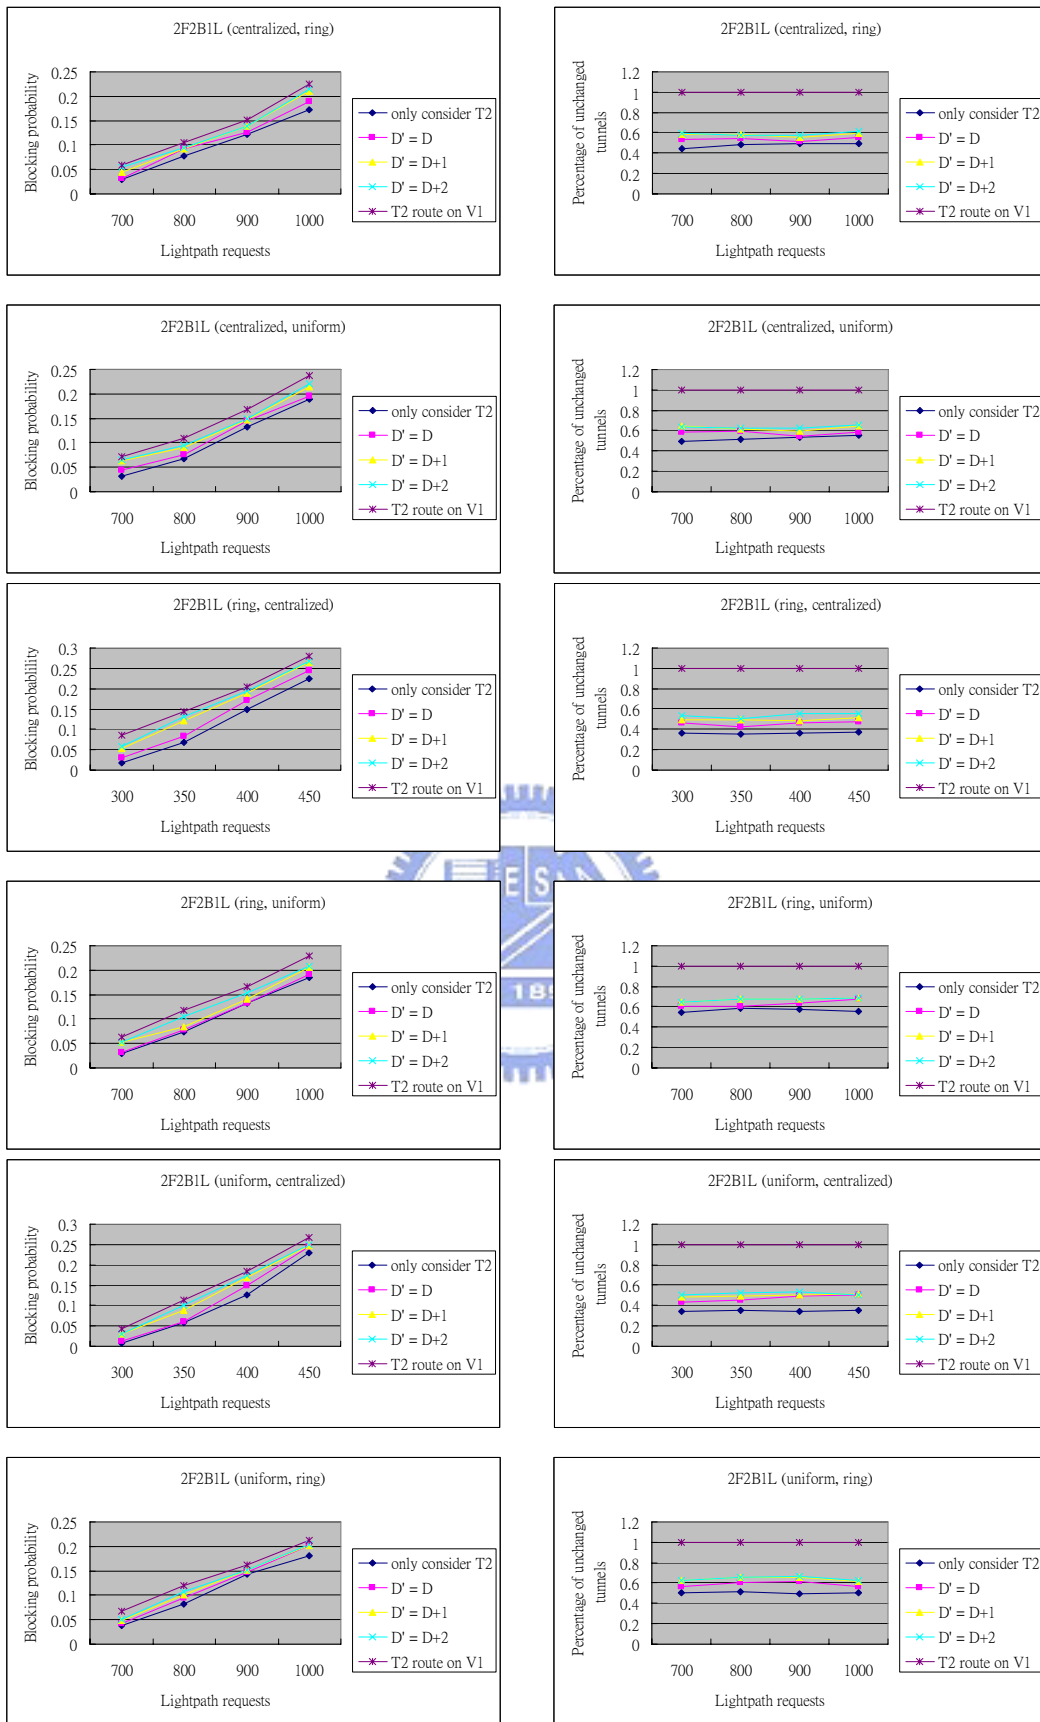 2F2B1L (centralized, ring)
Blocking probability
0.25
0.2
0.15
0.1
0.05
0
700 800 900 1000
Lightpath requests
only consider T2
D' = D
D' = D+1
D' = D+2
T2 route on V1
2F2B1L (centralized, ring)
Percentage of unchanged
tunnels
1.2
1
0.8
0.6
0.4
0.2
0
700 800 900 1000
Lightpath requests
only consider T2
D' = D
D' = D+1
D' = D+2
T2 route on V1
2F2B1L (centralized, uniform)
Blocking probability
0.25
0.2
0.15
0.1
0.05
0
700 800 900 1000
Lightpath requests
only consider T2
D' = D
D' = D+1
D' = D+2
T2 route on V1
2F2B1L (centralized, uniform)
Percentage of unchanged
tunnels
1.2
1
0.8
0.6
0.4
0.2
0
700 800 900 1000
Lightpath requests
only consider T2
D' = D
D' = D+1
D' = D+2
T2 route on V1
2F2B1L (ring, centralized)
Blocking probablility
0.3
0.25
0.2
0.15
0.1
0.05
0
300 350 400 450
Lightpath requests
only consider T2
D' = D
D' = D+1
D' = D+2
T2 route on V1
2F2B1L (ring, centralized)
Percentage of unchanged
tunnels
1.2
1
0.8
0.6
0.4
0.2
0
300 350 400 450
Lightpath requests
only consider T2
D' = D
D' = D+1
D' = D+2
T2 route on V1
E S
189
2F2B1L (ring, uniform)
Blocking probability
0.25
0.2
0.15
0.1
0.05
0
700 800 900 1000
Lightpath requests
only consider T2
D' = D
D' = D+1
D' = D+2
T2 route on V1
2F2B1L (ring, uniform)
Percentage of unchanged
tunnels
1.2
1
0.8
0.6
0.4
0.2
0
700 800 900 1000
Lightpath requests
only consider T2
D' = D
D' = D+1
D' = D+2
T2 route on V1
2F2B1L (uniform, centralized)
Blocking probability
0.3
0.25
0.2
0.15
0.1
0.05
0
300 350 400 450
Lightpath requests
only consider T2
D' = D
D' = D+1
D' = D+2
T2 route on V1
2F2B1L (uniform, centralized)
Percentage of unchanged
tunnels
1.2
1
0.8
0.6
0.4
0.2
0
300 350 400 450
Lightpath requests
only consider T2
D' = D
D' = D+1
D' = D+2
T2 route on V1
2F2B1L (uniform, ring)
Blocking probability
0.25
0.2
0.15
0.1
0.05
0
700 800 900 1000
Lightpath requests
only consider T2
D' = D
D' = D+1
D' = D+2
T2 route on V1
2F2B1L (uniform, ring)
Percentage of unchanged
tunnels
1.2
1
0.8
0.6
0.4
0.2
0
700 800 900 1000
Lightpath requests
only consider T2
D' = D
D' = D+1
D' = D+2
T2 route on V1